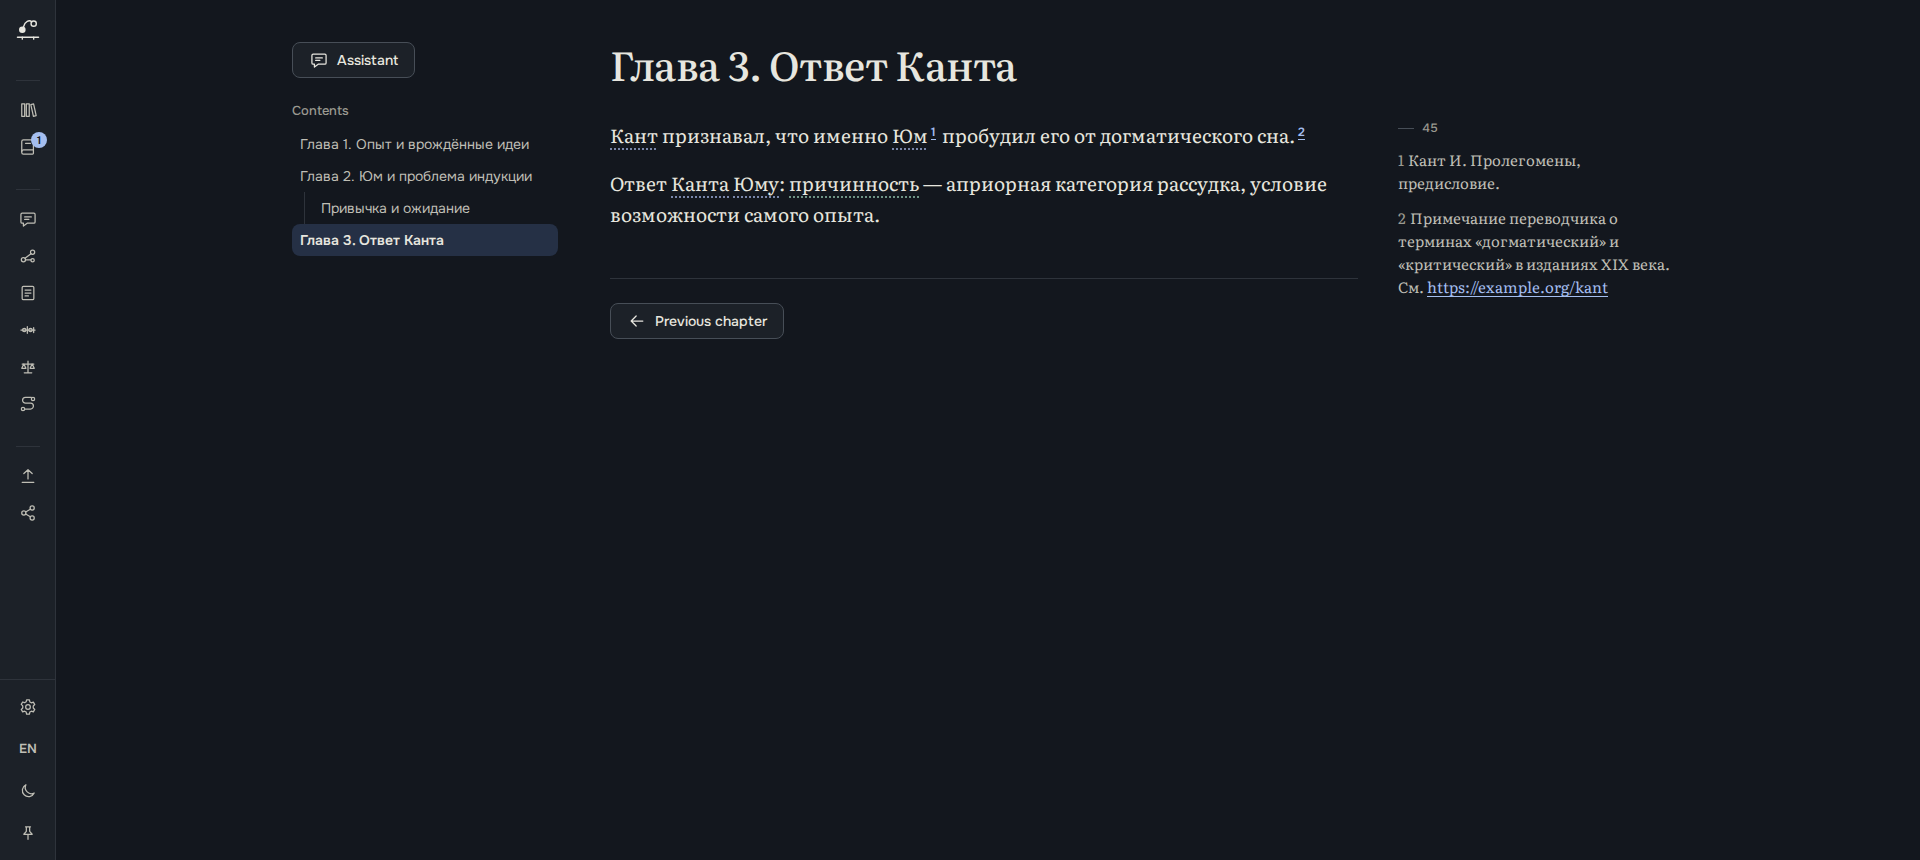 1
EN
Assistant
Contents
Глава 1. Опыт и врождённые идеи
Глава 2. Юм и проблема индукции
Привычка и ожидание
Глава 3. Ответ Канта
Глава 3. Ответ Канта
Кант признавал, что именно Юм 1 пробудил его от догматического сна. 2
Ответ Канта Юму: причинность — априорная категория рассудка, условие
возможности самого опыта.
Previous chapter
45
1 Кант И. Пролегомены,
предисловие.
2 Примечание переводчика о
терминах «догматический» и
«критический» в изданиях XIX века.
См. https://example.org/kant